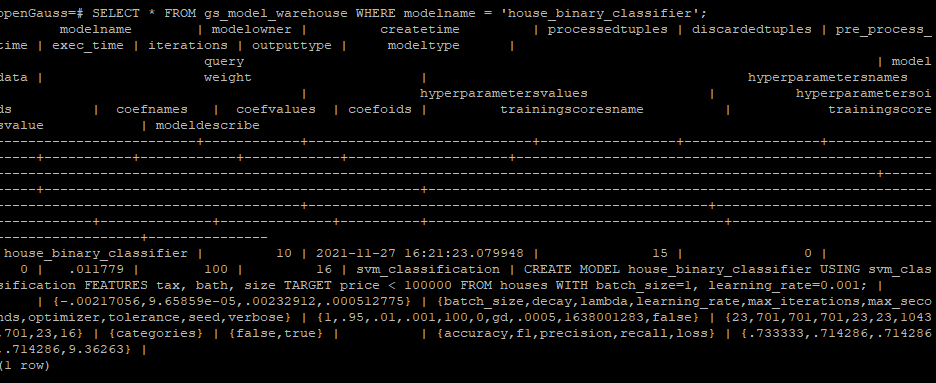 openGauss=# SELECT * FROM gs_model_warehouse WHERE modelname = 'house_binary_classifier';
modelname | modelowner | createtime | processedtuples | discardedtuples | pre_process_
time | exec_time | iterations | outputtype | modeltype |
query | model
data | weight | hyperparametersnames
| hyperparametersvalues | hyperparametersoi
ds | coefnames | coefvalues | coefoids | trainingscoresname | trainingscore
svalue | modeldescribe
------------------------+------------+----------------------------+-----------------+-----------------+-------------
-----+-----------+------------+------------+--------------------+--------------------------------------------------
---------------------------------------------------------------------------------------------------------------+------
-----+-----------------------------------------------+---------------------------------------------------------------
--------------------------------------+--------------------------------------------------+---------------------------
------------+--------------+--------------+----------+-------------------------------------+-------------------------
------------------+---------------
house_binary_classifier | 10 | 2021-11-27 16:21:23.079948 | 15 | 0 |
0 | .011779 | 100 | 16 | svm_classification | CREATE MODEL house_binary_classifier USING svm_clas
sification FEATURES tax, bath, size TARGET price < 100000 FROM houses WITH batch_size=1, learning_rate=0.001; |
| {-.00217056,9.65859e-05,.00232912,.000512775} | {batch_size,decay,lambda,learning_rate,max_iterations,max_seco
nds,optimizer,tolerance,seed,verbose} | {1,.95,.01,.001,100,0,gd,.0005,1638001283,false} | {23,701,701,701,23,23,1043
,701,23,16} | {categories} | {false,true} | | {accuracy,f1,precision,recall,loss} | {.733333,.714286,.714286
,.714286,9.36263} |
(1 row)